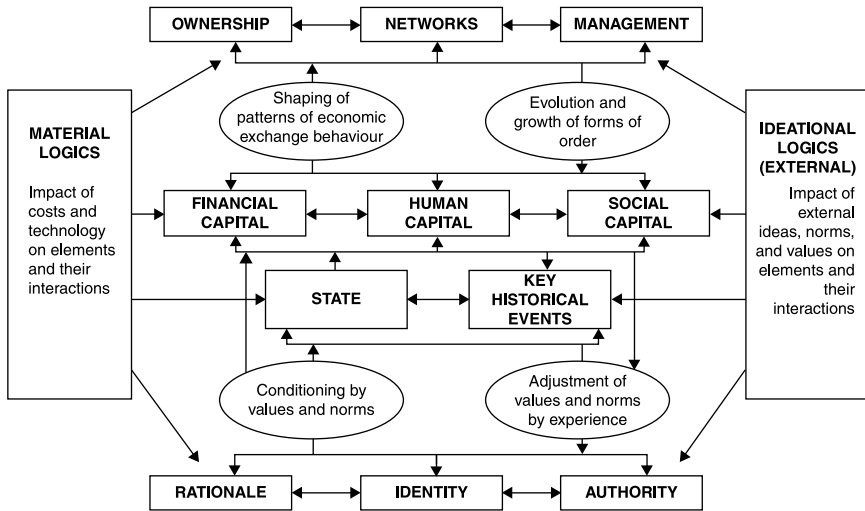 OWNERSHIP
NETWORKS
MANAGEMENT
Shaping of
patterns of economic
exchange behaviour
Evolution and
growth of forms of
order
MATERIAL
LOGICS
Impact of
costs and
technology
on elements
and their
interactions
IDEATIONAL
LOGICS
(EXTERNAL)
Impact of
external
ideas, norms,
and values on
elements and
their
interactions
FINANCIAL
CAPITAL
HUMAN
CAPITAL
SOCIAL
CAPITAL
STATE
KEY
HISTORICAL
EVENTS
Conditioning by
values and norms
Adjustment of
values and norms
by experience
RATIONALE
IDENTITY
AUTHORITY